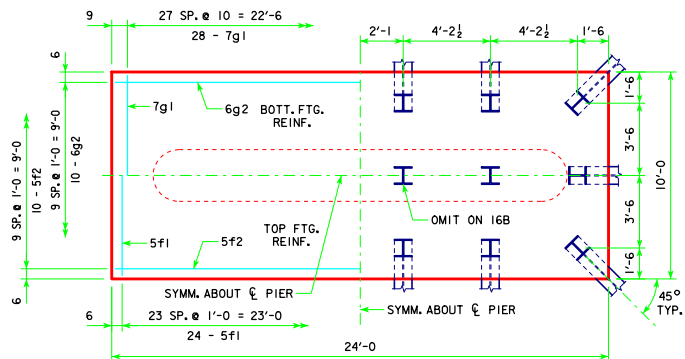 9
27 SP. @ 10 = 22'-6
28 - 7g1
2'-1
4'-2½
4'-2½
1'-6
6
7g1
6g2
BOTT. FTG.
REINF.
9 SP. @ 1'-0 = 9'-0
10 - 5f2
9 SP. @ 1'-0 = 9'-0
10 - 6g2
1'-6
3'-6
10'-0
3'-6
1'-6
OMIT ON 16B
TOP FTG.
REINF.
5f1
5f2
6
SYMM. ABOUT ℄ PIER
SYMM. ABOUT ℄ PIER
45°
TYP.
6
23 SP. @ 1'-0 = 23'-0
24 - 5f1
24'-0